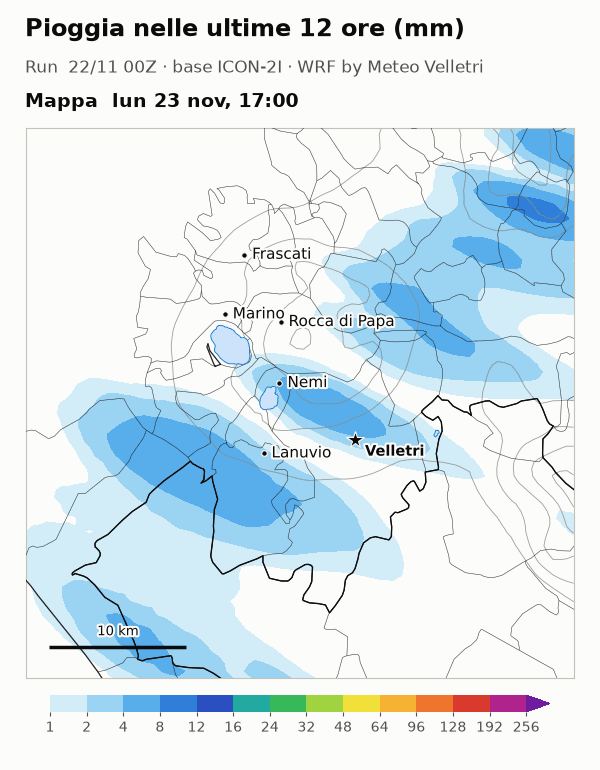 Pioggia nelle ultime 12 ore (mm)
Run  22/11 00Z · base ICON-2I · WRF by Meteo Velletri
Mappa  lun 23 nov, 17:00
Frascati
Marino
Rocca di Papa
Nemi
Velletri
Lanuvio
10 km
1 2 4 8 12 16 24 32 48 64 96 128 192 256